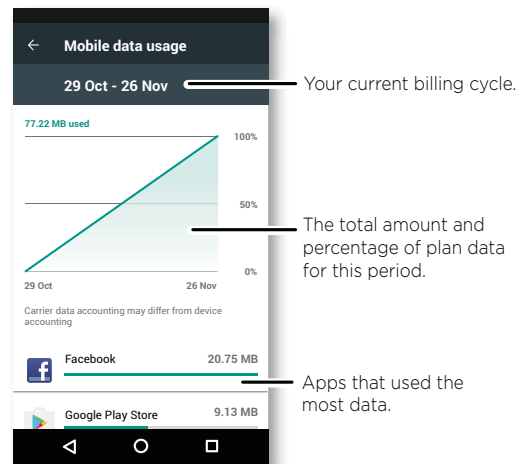 Mobile data usage
29 Oct - 26 Nov
Your current billing cycle.
77.22 MB used
100%
50%
The total amount and
percentage of plan data
for this period.
0%
29 Oct
26 Nov
Carrier data accounting may differ from device
accounting
Facebook
20.75 MB
Apps that used the
most data.
Google Play Store
9.13 MB